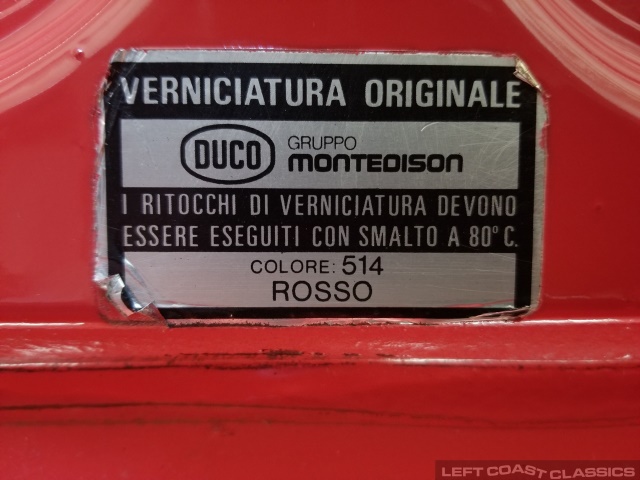 VERNICIATURA ORIGINALE
DUCO GRUPPO MONTEDISON
I RITOCCHI DI VERNICIATURA DEVONO
ESSERE ESEGUITI CON SMALTO A 80° C.
COLORE: 514
ROSSO
LEFT COAST CLASSICS